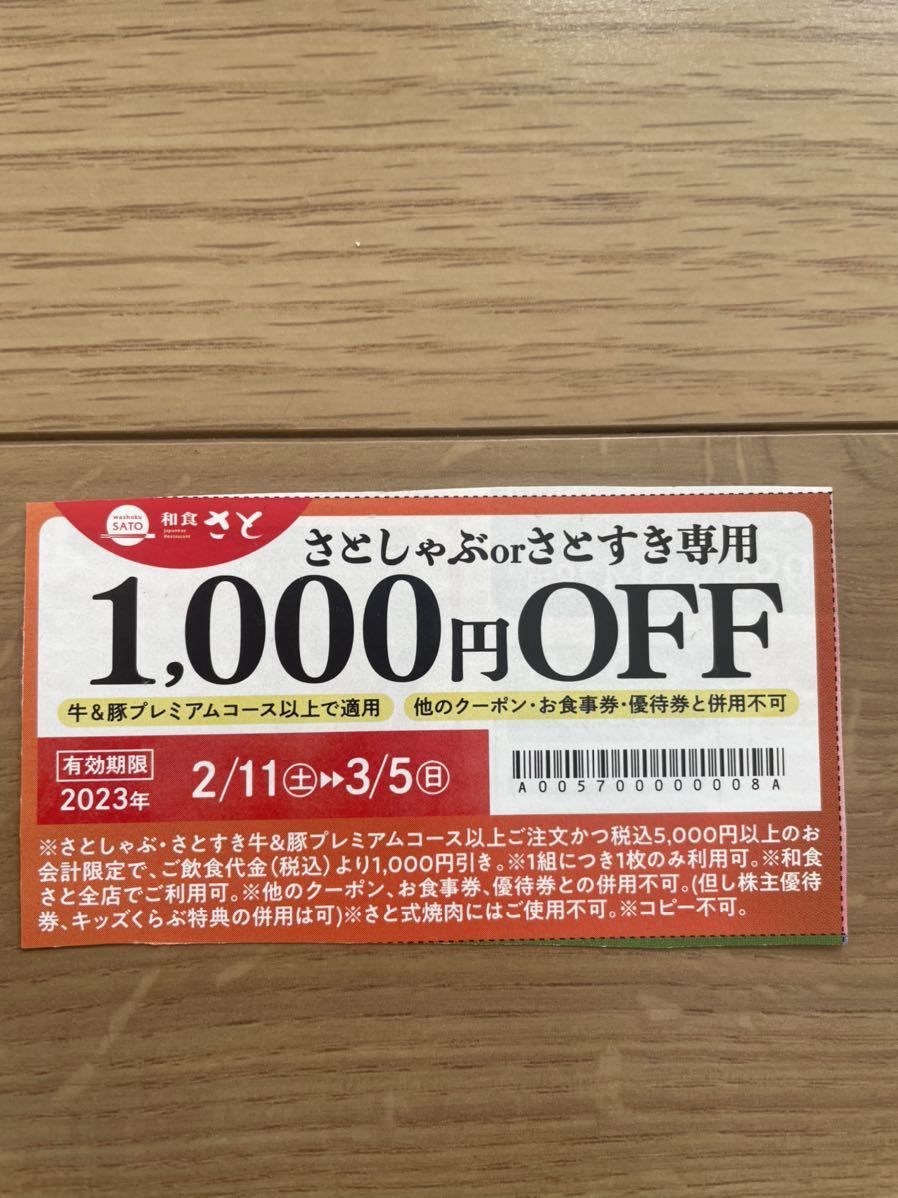 washoku
SATO
和食 さと
Japanese
Restaurant
さとしゃぶorさとすき専用
1,000円OFF
牛&豚プレミアムコース以上で適用
他のクーポン・お食事券・優待券と併用不可
有効期限
2023年
2/11土▶▶3/5日
A0057000000008A
※さとしゃぶ・さとすき牛&豚プレミアムコース以上ご注文かつ税込5,000円以上のお
会計限定で、ご飲食代金(税込)より1,000円引き。※1組につき1枚のみ利用可。※和食
さと全店でご利用可。※他のクーポン、お食事券、優待券との併用不可。(但し株主優待
券、キッズくらぶ特典の併用は可)※さと式焼肉にはご使用不可。※コピー不可。